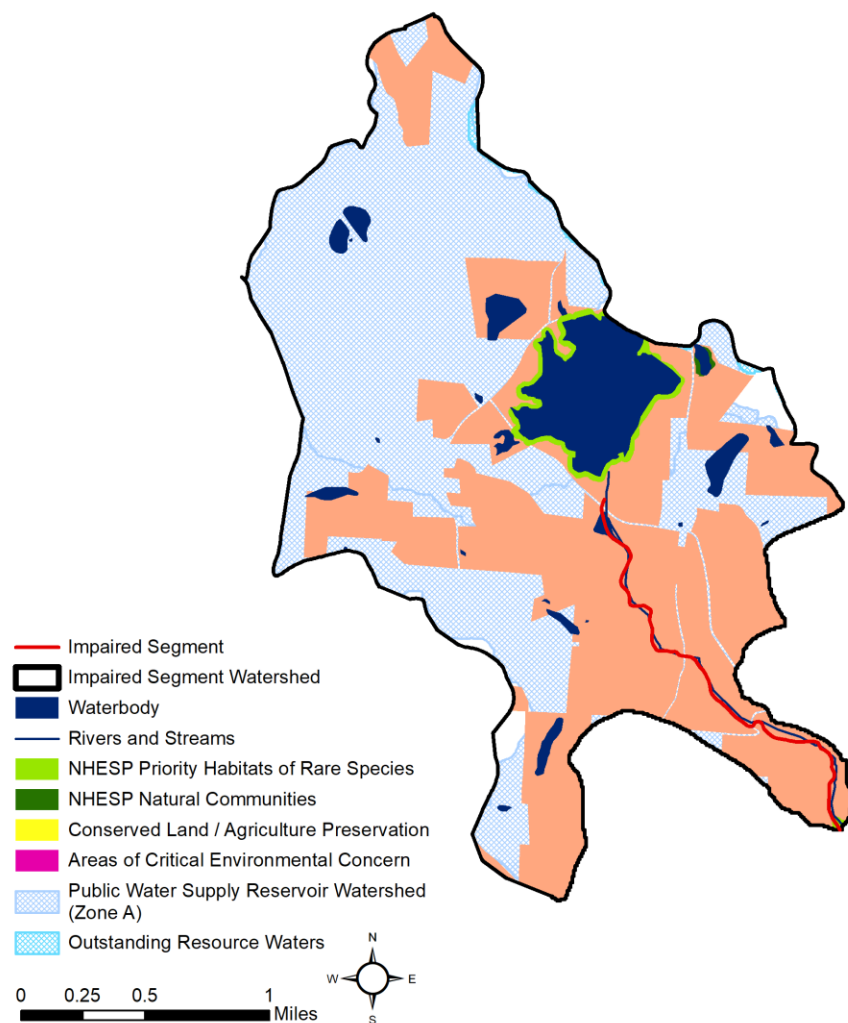 Impaired Segment
Impaired Segment Watershed
Waterbody
Rivers and Streams
NHESP Priority Habitats of Rare Species
NHESP Natural Communities
Conserved Land / Agriculture Preservation
Areas of Critical Environmental Concern
Public Water Supply Reservoir Watershed
(Zone A)
Outstanding Resource Waters
N
W E
S
0 0.25 0.5 1
Miles